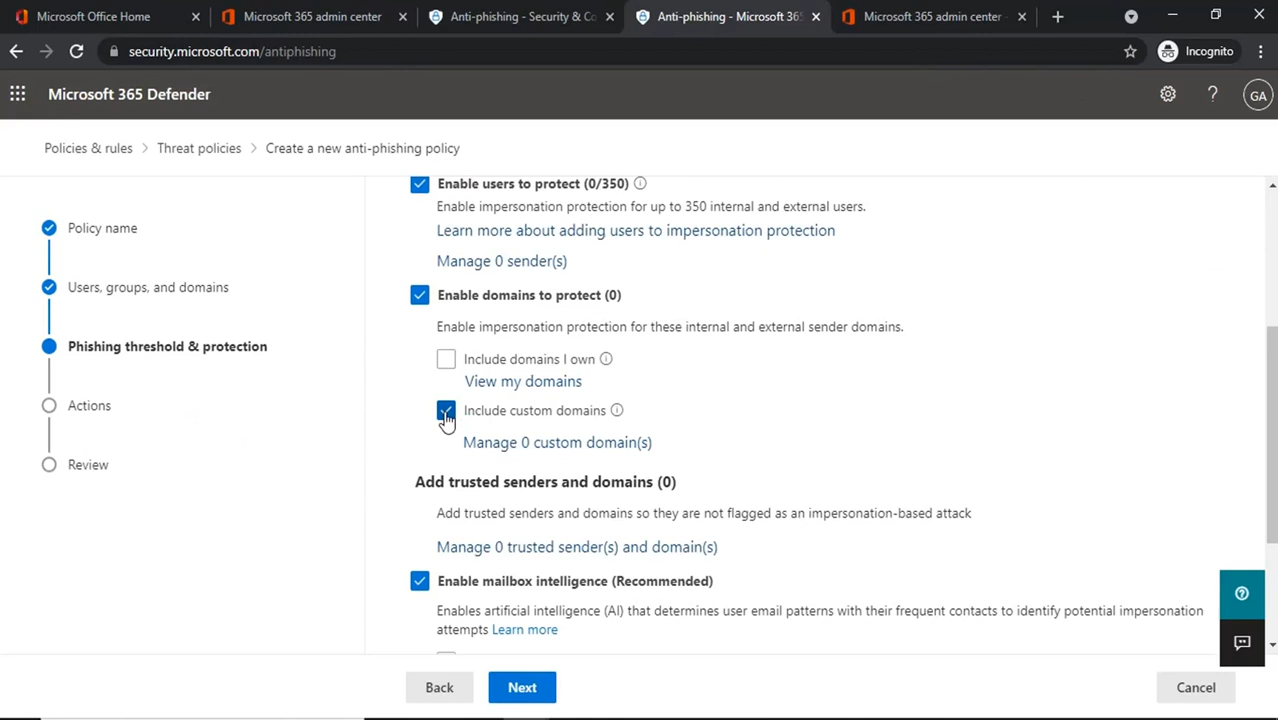 Microsoft Office Home
Microsoft 365 admin center
Anti-phishing - Security & Co
Anti-phishing - Microsoft 365
Microsoft 365 admin center
security.microsoft.com/antiphishing
Incognito
Microsoft 365 Defender
GA
Policies & rules > Threat policies > Create a new anti-phishing policy
Policy name
Users, groups, and domains
Phishing threshold & protection
Actions
Review
Enable users to protect (0/350)
Enable impersonation protection for up to 350 internal and external users.
Learn more about adding users to impersonation protection
Manage 0 sender(s)
Enable domains to protect (0)
Enable impersonation protection for these internal and external sender domains.
Include domains I own
View my domains
Include custom domains
Manage 0 custom domain(s)
Add trusted senders and domains (0)
Add trusted senders and domains so they are not flagged as an impersonation-based attack
Manage 0 trusted sender(s) and domain(s)
Enable mailbox intelligence (Recommended)
Enables artificial intelligence (AI) that determines user email patterns with their frequent contacts to identify potential impersonation
attempts Learn more
Back
Next
Cancel